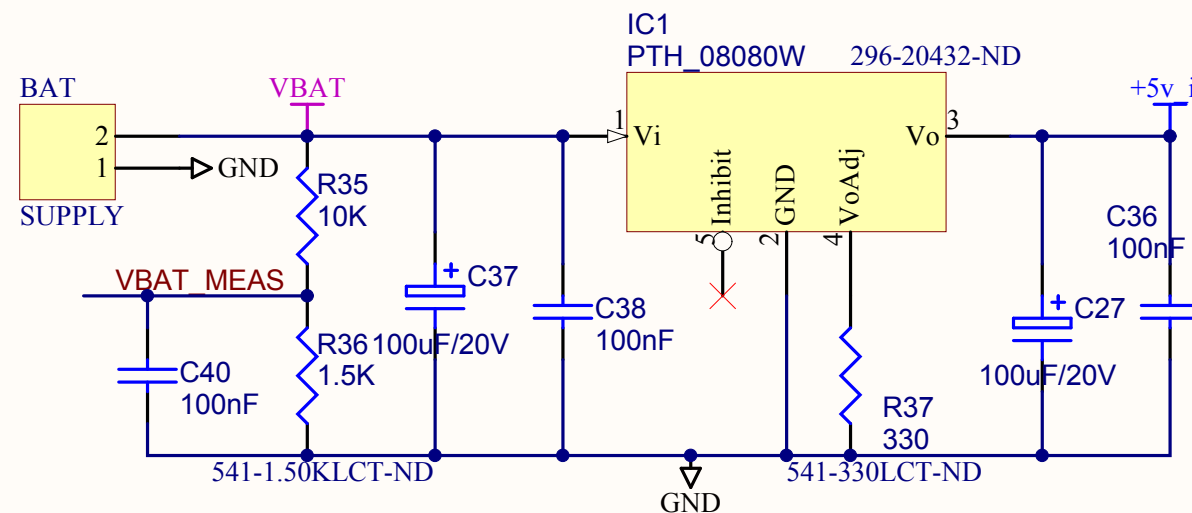 IC1
PTH_08080W
296-20432-ND
BAT
VBAT
+5v_i
2
1
GND
SUPPLY
1
Vi
Vo
3
Inhibit
GND
VoAdj
5
2
4
R35
10K
C36
100nF
VBAT_MEAS
C37
100uF/20V
C38
100nF
C27
100uF/20V
R36
1.5K
C40
100nF
R37
330
541-1.50KLCT-ND
541-330LCT-ND
GND